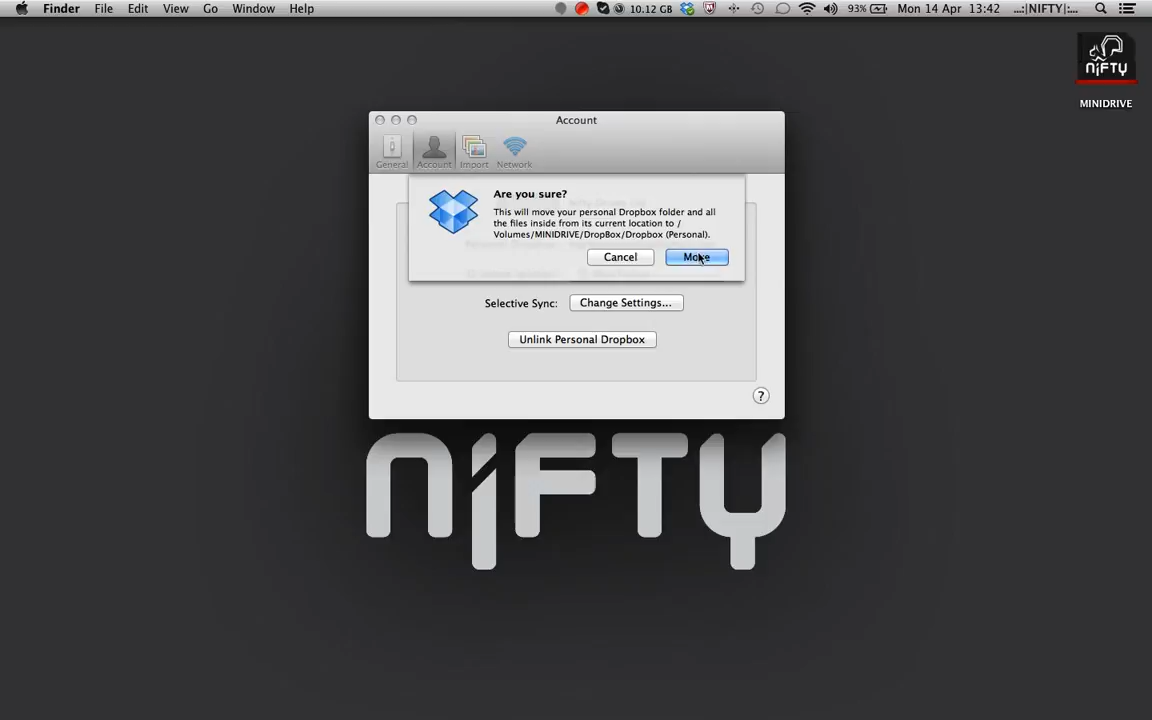 Finder File Edit View Go Window Help 10.12 GB 93% Mon 14 Apr 13:42 ...:|NIFTY|:...
NIFTY
MINIDRIVE
Account
General Account Import Network
Are you sure?
This will move your personal Dropbox folder and all
the files inside from its current location to /
Volumes/MINIDRIVE/DropBox/Dropbox (Personal).
Cancel Move
Selective Sync: Change Settings...
Unlink Personal Dropbox
?
NIFTY